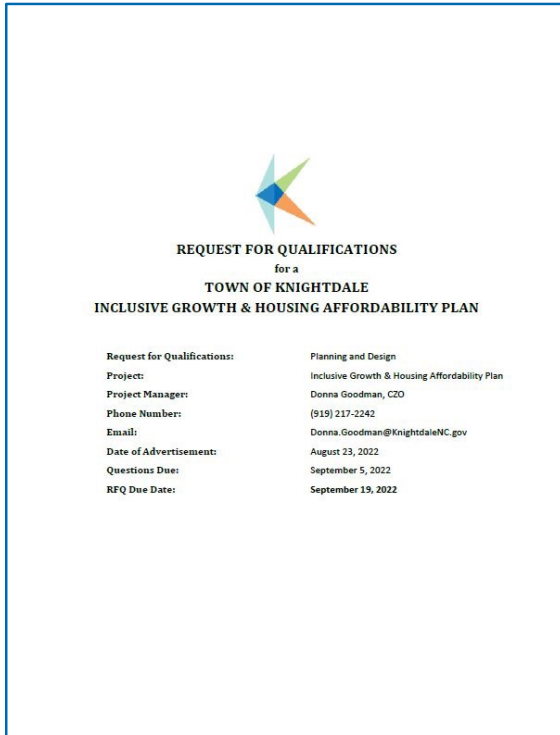 REQUEST FOR QUALIFICATIONS
for a
TOWN OF KNIGHTDALE
INCLUSIVE GROWTH & HOUSING AFFORDABILITY PLAN
Request for Qualifications: Planning and Design
Project: Inclusive Growth & Housing Affordability Plan
Project Manager: Donna Goodman, CZO
Phone Number: (919) 217-2242
Email: Donna.Goodman@KnightdaleNC.gov
Date of Advertisement: August 23, 2022
Questions Due: September 5, 2022
RFQ Due Date: September 19, 2022